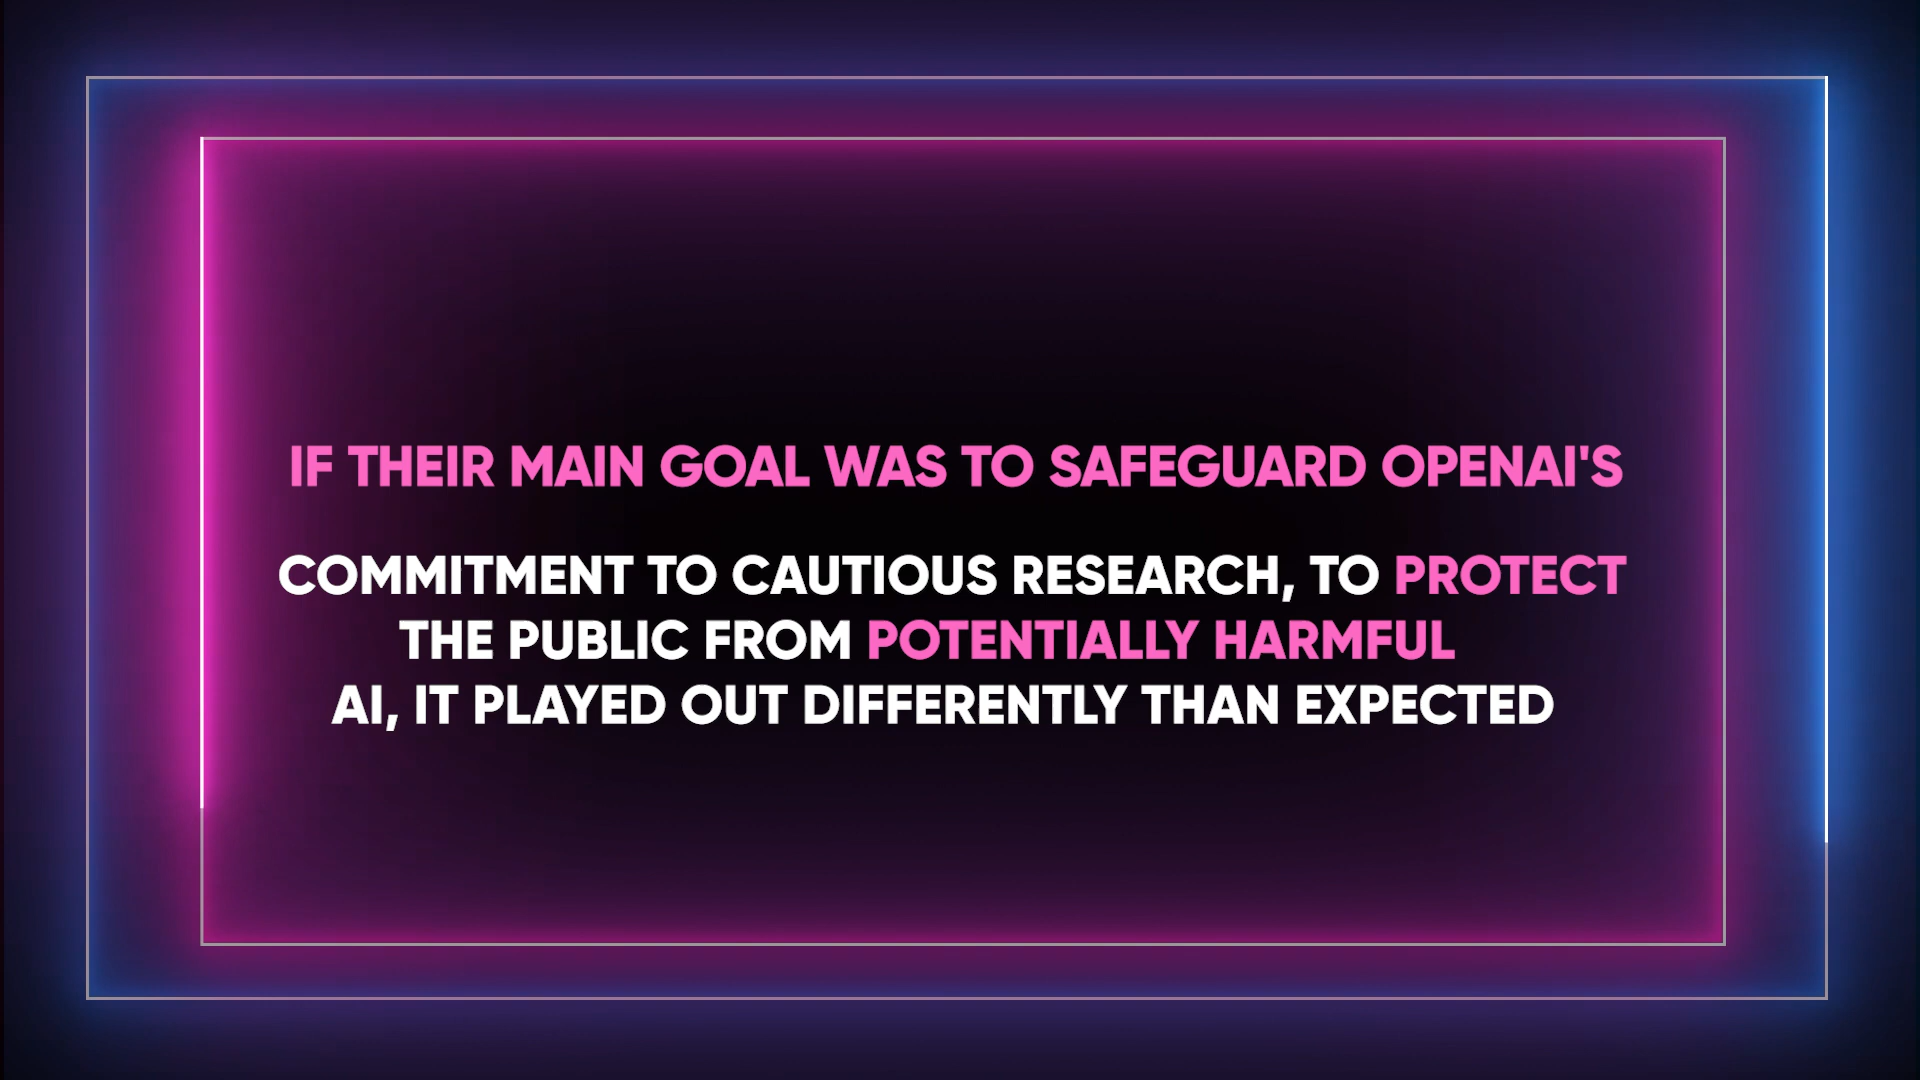 IF THEIR MAIN GOAL WAS TO SAFEGUARD OPENAI'S
COMMITMENT TO CAUTIOUS RESEARCH, TO PROTECT
THE PUBLIC FROM POTENTIALLY HARMFUL
AI, IT PLAYED OUT DIFFERENTLY THAN EXPECTED